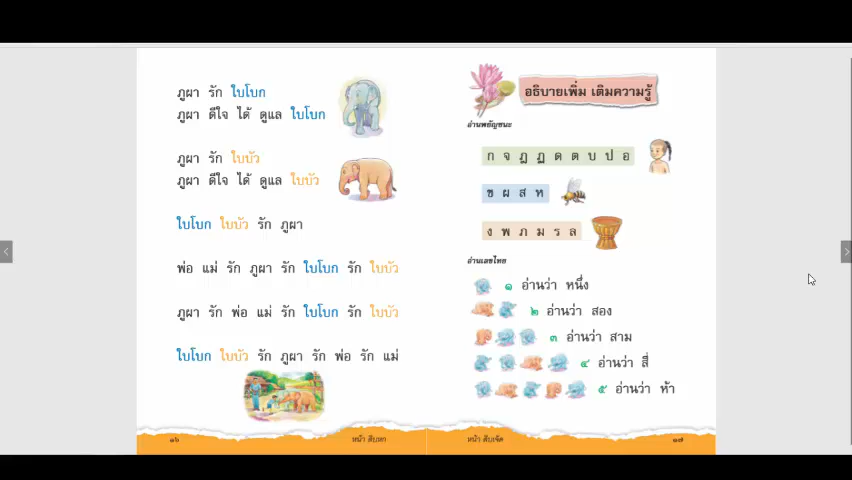 ภูผา รัก ใบโบก
ภูผา ดีใจ ได้ ดูแล ใบโบก
ภูผา รัก ใบบัว
ภูผา ดีใจ ได้ ดูแล ใบบัว
ใบโบก ใบบัว รัก ภูผา
พ่อ แม่ รัก ภูผา รัก ใบโบก รัก ใบบัว
ภูผา รัก พ่อ แม่ รัก ใบโบก รัก ใบบัว
ใบโบก ใบบัว รัก ภูผา รัก พ่อ รัก แม่
๑๖ หน้า สิบหก
อธิบายเพิ่ม เติมความรู้
อ่านพยัญชนะ
ก จ ฎ ฏ ด ต บ ป อ
ข ผ ส ห
ง พ ภ ม ร ล
อ่านเลขไทย
๑ อ่านว่า หนึ่ง
๒ อ่านว่า สอง
๓ อ่านว่า สาม
๔ อ่านว่า สี่
๕ อ่านว่า ห้า
หน้า สิบเจ็ด ๑๗